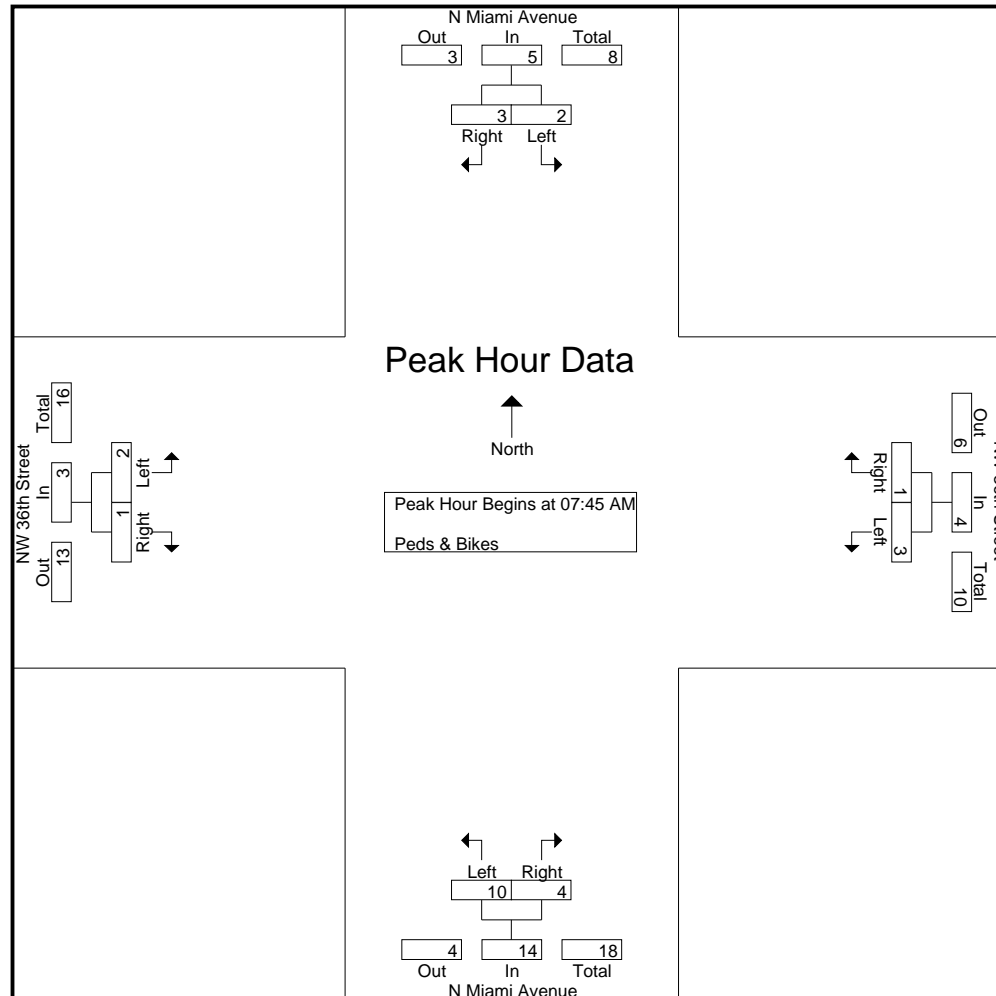 N Miami Avenue
Out In Total
3 5 8
3 2
Right Left
Peak Hour Data
North
Peak Hour Begins at 07:45 AM
Peds & Bikes
NW 36th Street
Total In Out
16 3 13
2 1
Left Right
Right Left
1 3
Out In Total
6 4 10
Left Right
10 4
4 14 18
Out In Total
N Miami Avenue